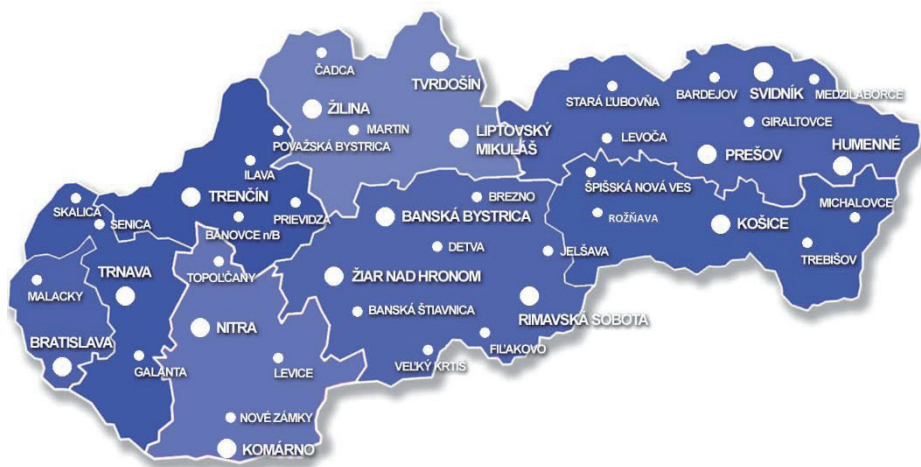 ČADCA
TVRDOŠÍN
ŽILINA
MARTIN
POVAŽSKÁ BYSTRICA
LIPTOVSKÝ
MIKULÁŠ
STARÁ ĽUBOVŇA
BARDEJOV
SVIDNÍK
MEDZILABORCE
GIRALTOVCE
LEVOČA
PREŠOV
HUMENNÉ
ILAVA
TRENČÍN
SKALICA
SENICA
BÁNOVCE n/B
PRIEVIDZA
BREZNO
BANSKÁ BYSTRICA
ŠPIŠSKÁ NOVÁ VES
ROŽŇAVA
KOŠICE
MICHALOVCE
TREBIŠOV
DETVA
JELŠAVA
TOPOĽČANY
ŽIAR NAD HRONOM
TRNAVA
MALACKY
BANSKÁ ŠTIAVNICA
RIMAVSKÁ SOBOTA
NITRA
BRATISLAVA
GALANTA
LEVICE
VEĽKÝ KRTÍŠ
FIĽAKOVO
NOVÉ ZÁMKY
KOMÁRNO